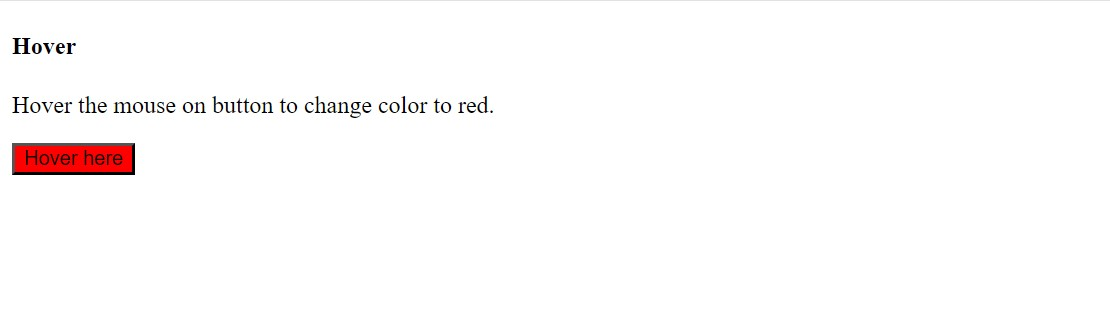 Hover
Hover the mouse on button to change color to red.
Hover here